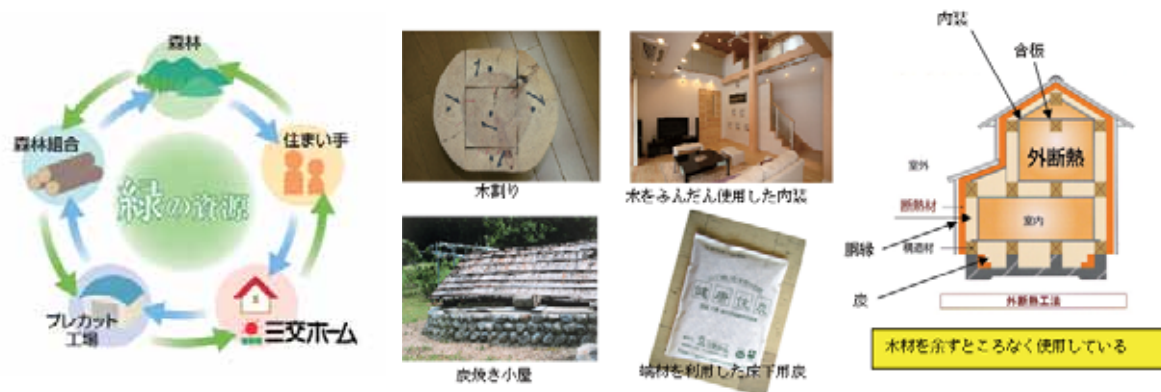 森林
森林組合
住まい手
緑の資源
プレカット
工場
三交ホーム
木割り
木をふんだん使用した内装
炭焼き小屋
健康住炭
端材を利用した床下用炭
内装
合板
外断熱
室外
断熱材
室内
胴縁
構造材
炭
外断熱工法
木材を余すところなく使用している